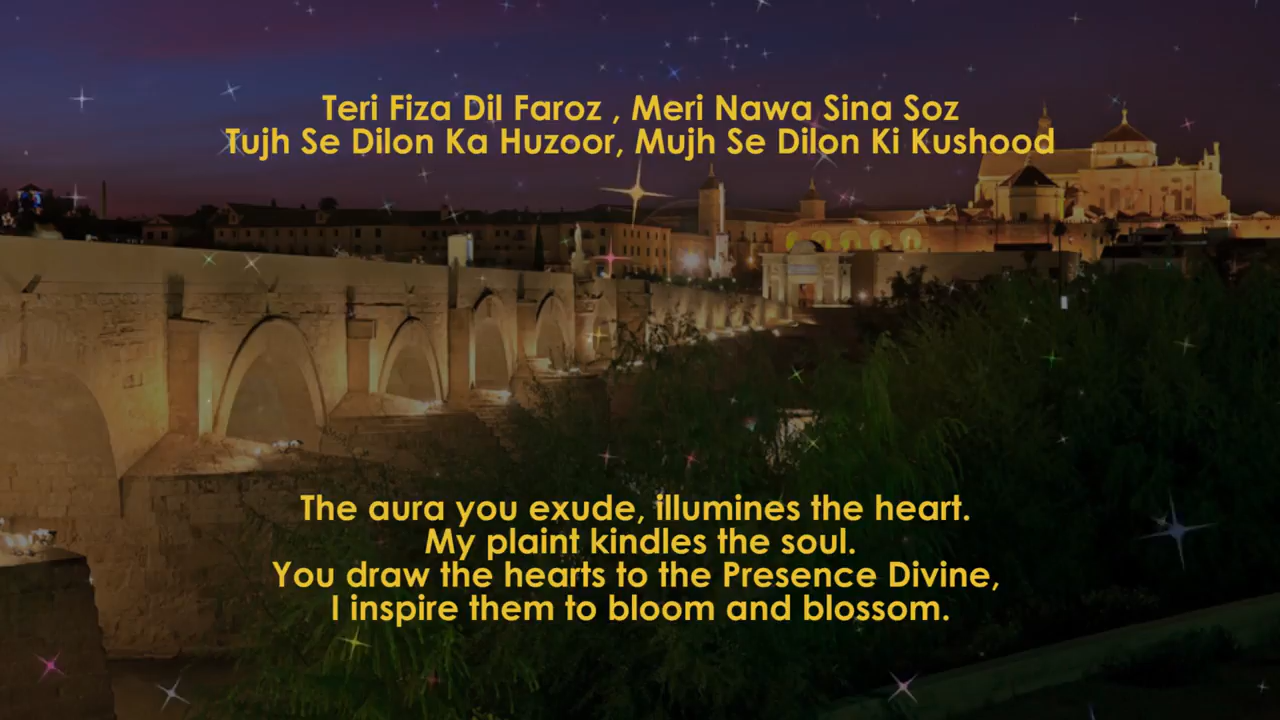 Teri Fiza Dil Faroz , Meri Nawa Sina Soz
Tujh Se Dilon Ka Huzoor, Mujh Se Dilon Ki Kushood
The aura you exude, illumines the heart.
My plaint kindles the soul.
You draw the hearts to the Presence Divine,
I inspire them to bloom and blossom.